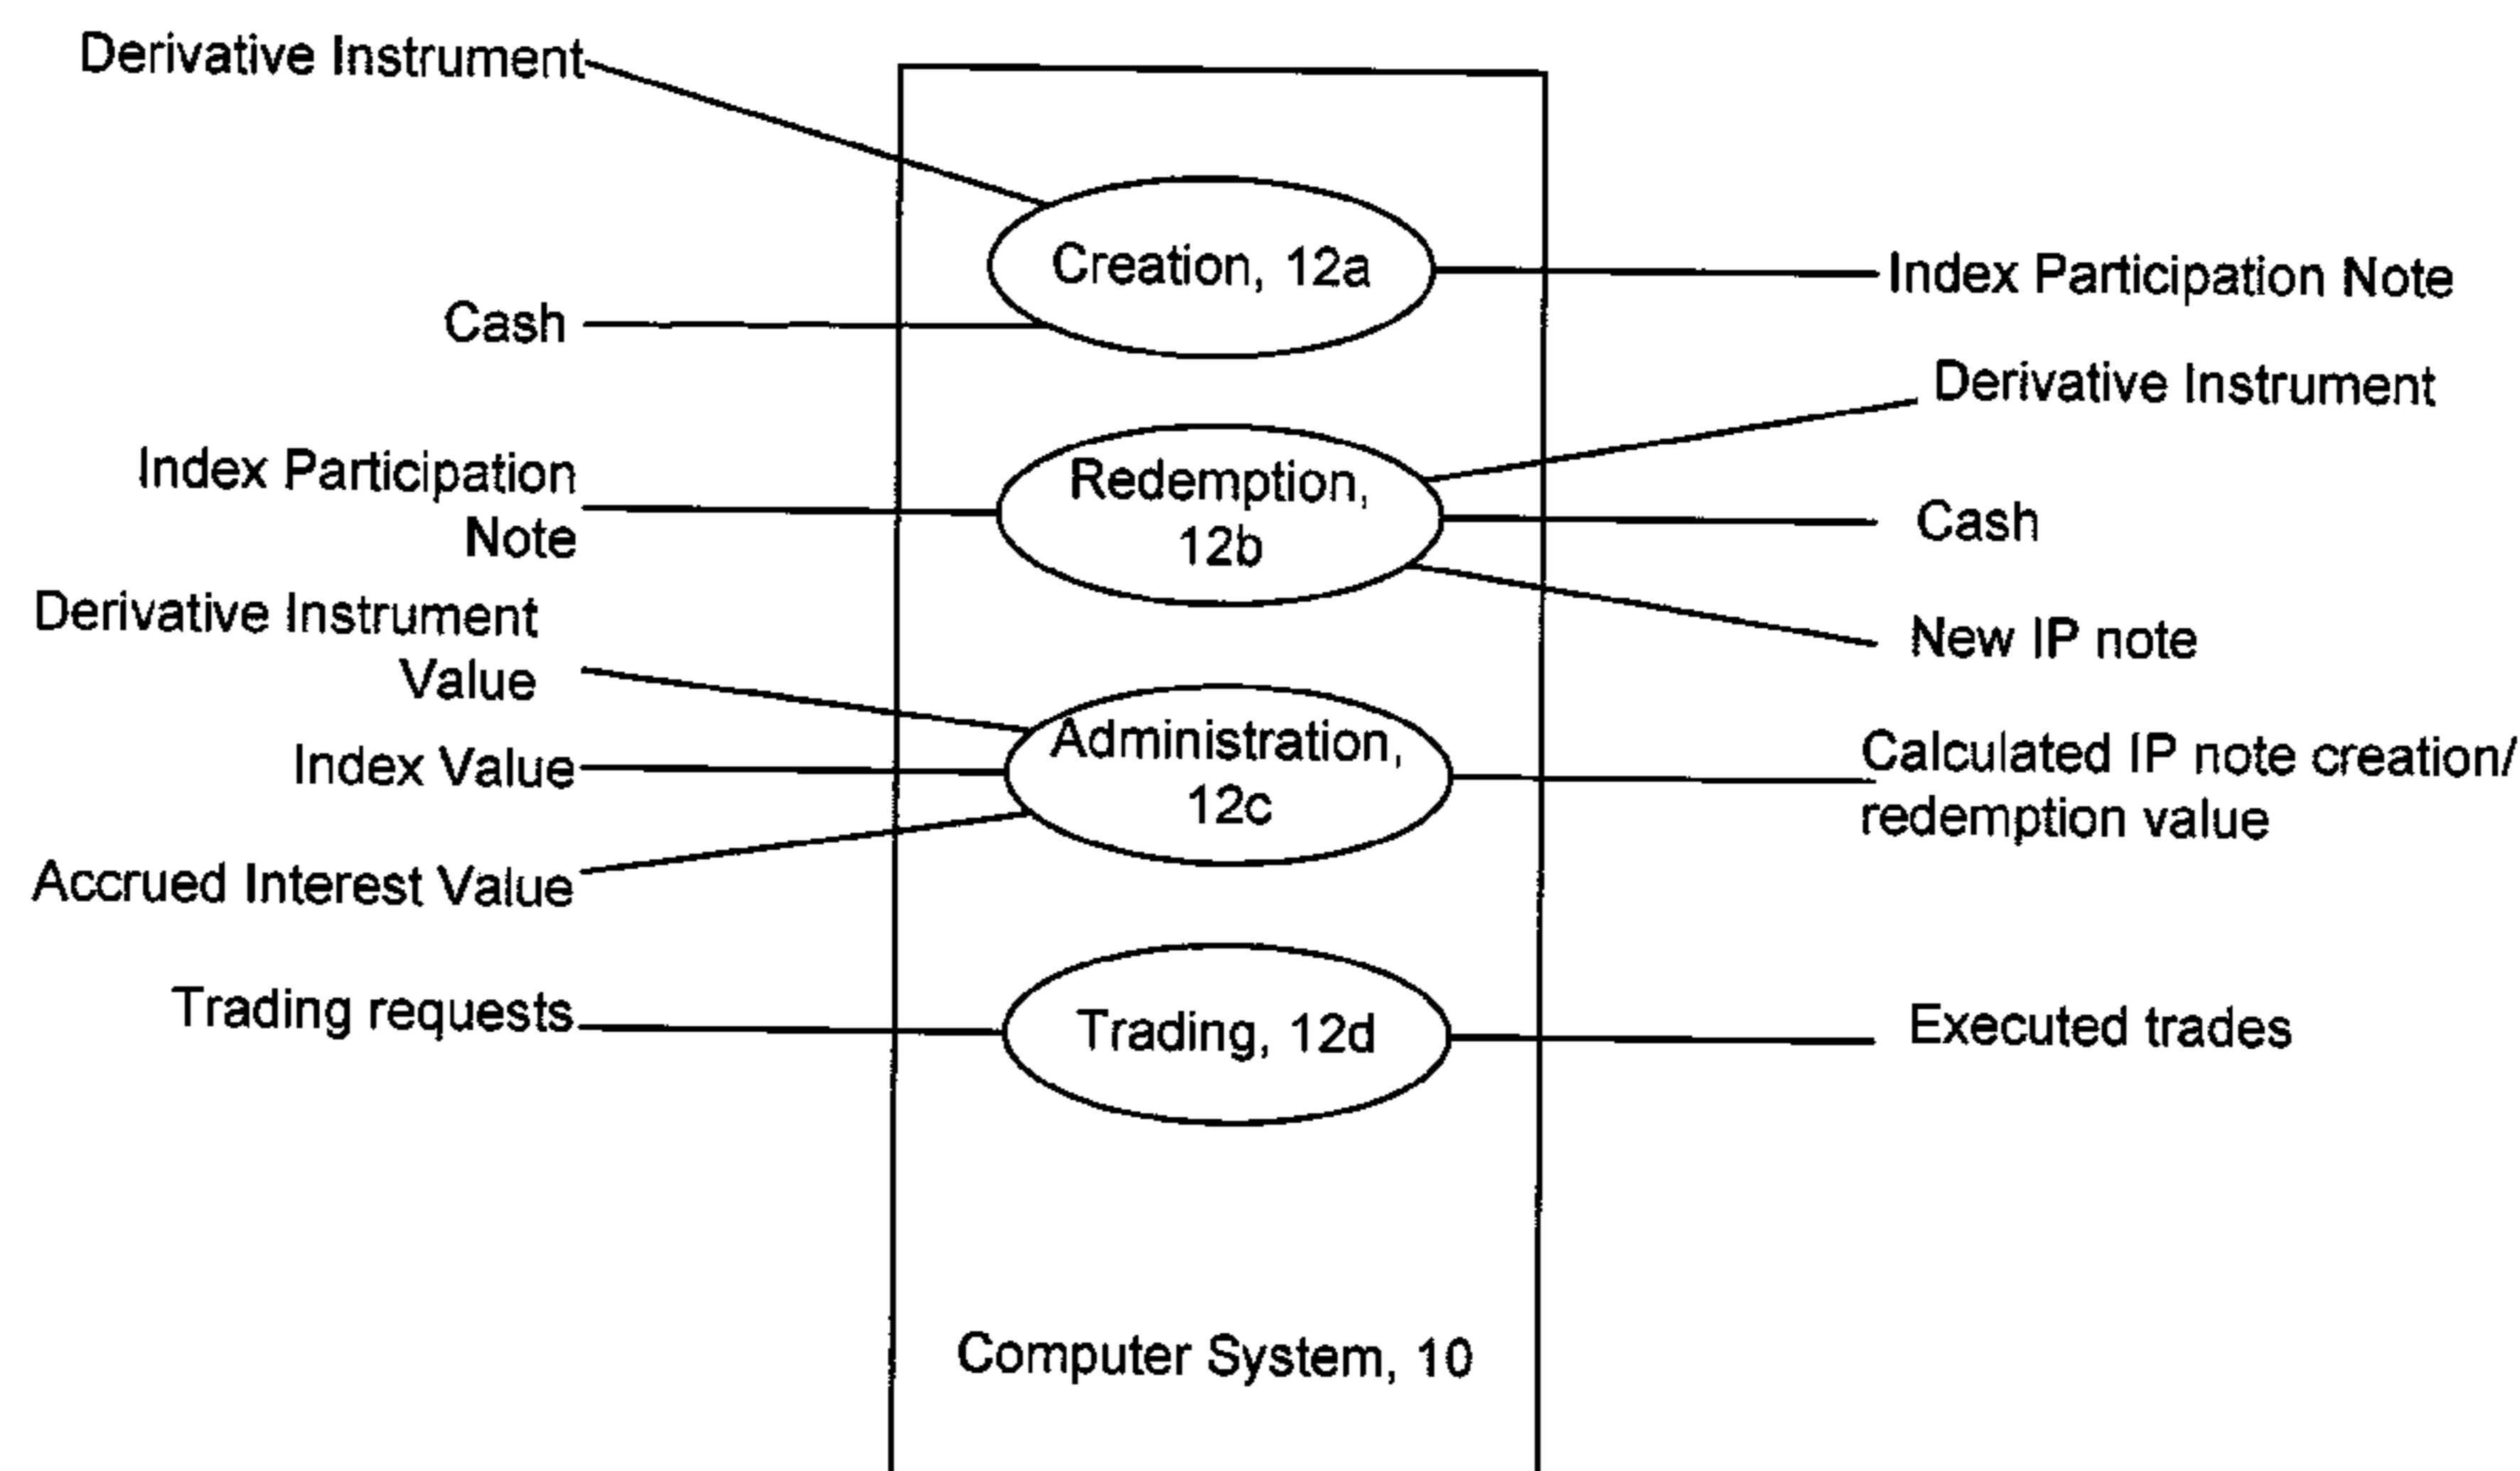 Derivative Instrument
Cash
Creation, 12a
Index Participation Note
Index Participation
Note
Redemption,
12b
Derivative Instrument
Cash
New IP note
Derivative Instrument
Value
Index Value
Accrued Interest Value
Administration,
12c
Calculated IP note creation/
redemption value
Trading requests
Trading, 12d
Executed trades
Computer System, 10